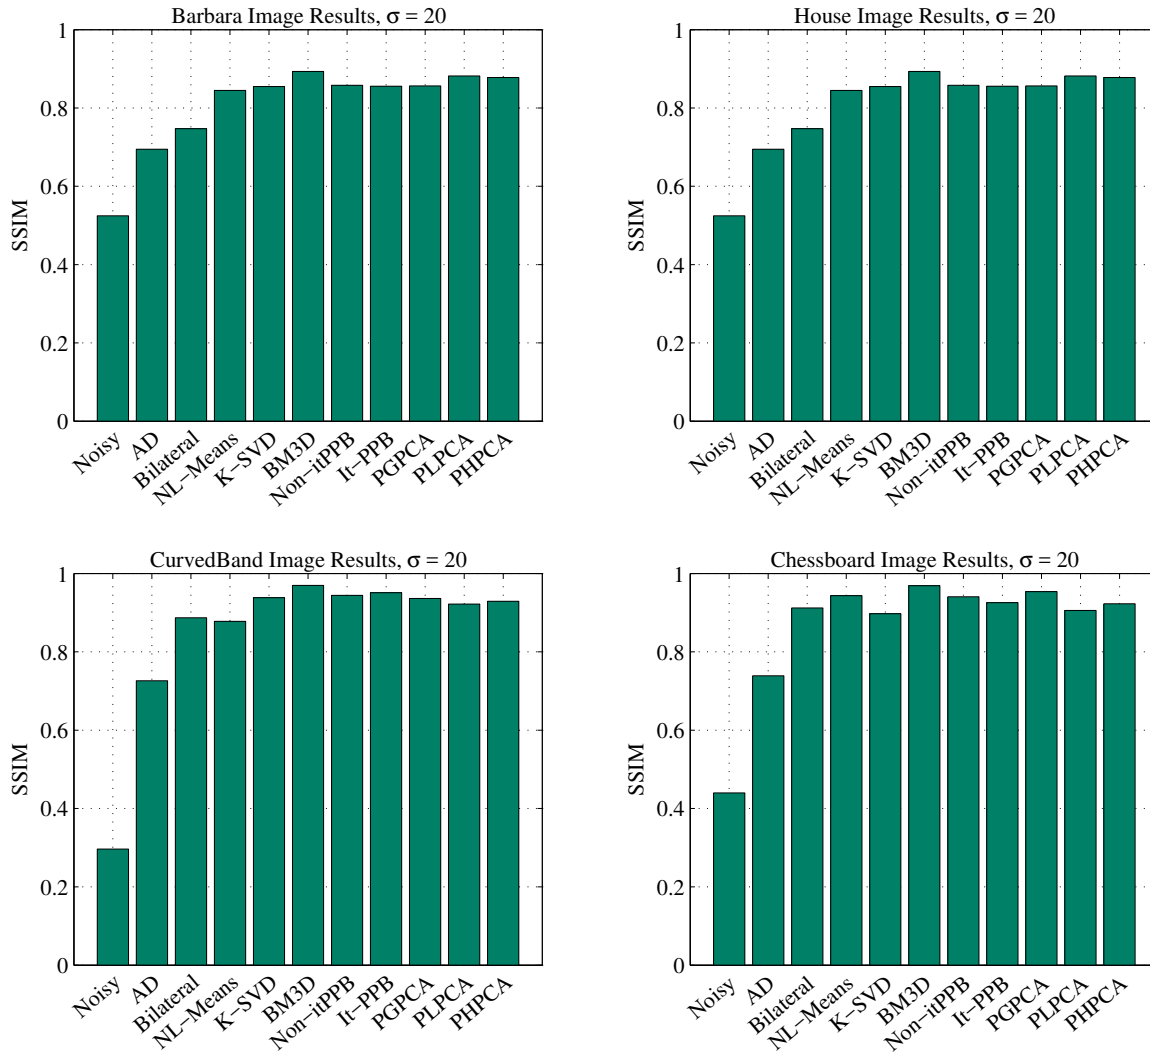 Barbara Image Results, σ = 20
SSIM
1
0.8
0.6
0.4
0.2
0
Noisy
AD
Bilateral
NL−Means
K−SVD
BM3D
Non−itPPB
It−PPB
PGPCA
PLPCA
PHPCA
House Image Results, σ = 20
SSIM
1
0.8
0.6
0.4
0.2
0
Noisy
AD
Bilateral
NL−Means
K−SVD
BM3D
Non−itPPB
It−PPB
PGPCA
PLPCA
PHPCA
CurvedBand Image Results, σ = 20
SSIM
1
0.8
0.6
0.4
0.2
0
Noisy
AD
Bilateral
NL−Means
K−SVD
BM3D
Non−itPPB
It−PPB
PGPCA
PLPCA
PHPCA
Chessboard Image Results, σ = 20
SSIM
1
0.8
0.6
0.4
0.2
0
Noisy
AD
Bilateral
NL−Means
K−SVD
BM3D
Non−itPPB
It−PPB
PGPCA
PLPCA
PHPCA